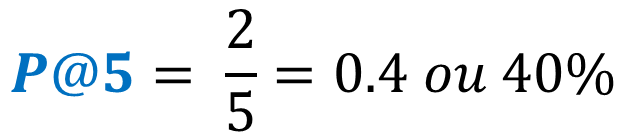 P@5 = 2/5 = 0.4 ou 40%